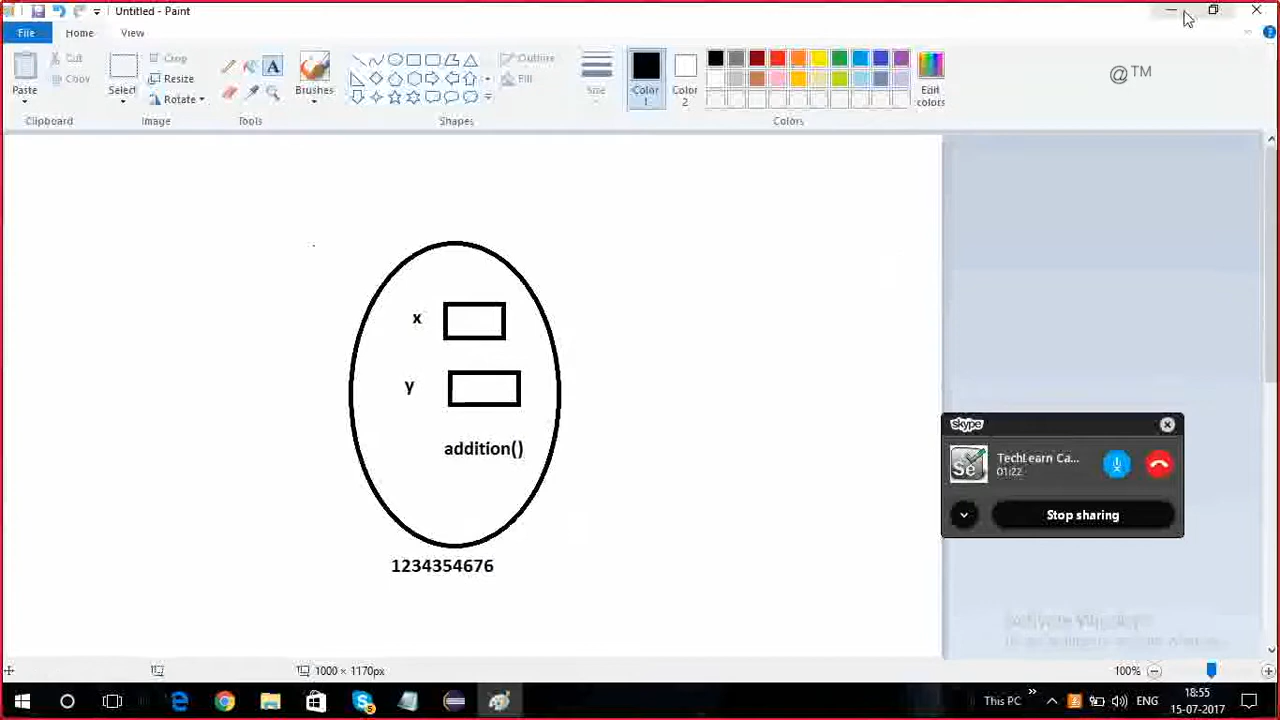 Untitled - Paint
File Home View
Paste
Cut
Copy
Clipboard
Select
Crop
Resize
Rotate
Image
A
Tools
Brushes
Outline
Fill
Shapes
Size
Color 1
Color 2
Edit colors
Colors
@™
x
y
addition()
1234354676
skype
Se
TechLearn Ca...
01:22
Stop sharing
1000 × 1170px
100%
This PC
ENG
18:55
15-07-2017